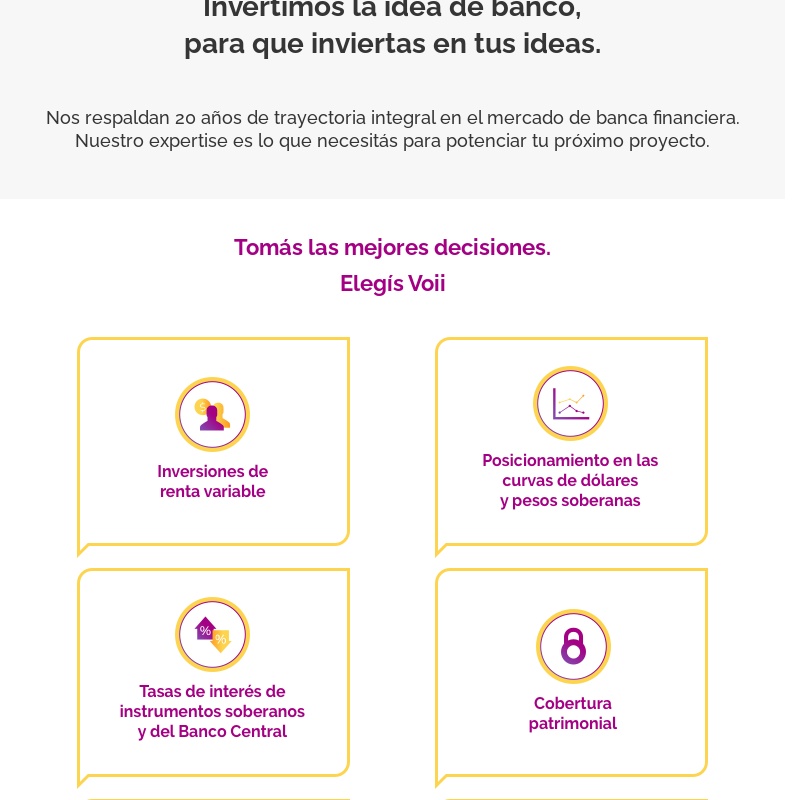 Invertimos la idea de banco,
para que inviertas en tus ideas.
Nos respaldan 20 años de trayectoria integral en el mercado de banca financiera.
Nuestro expertise es lo que necesitás para potenciar tu próximo proyecto.
Tomás las mejores decisiones.
Elegís Voii
$
Inversiones de
renta variable
Posicionamiento en las
curvas de dólares
y pesos soberanas
%
%
Tasas de interés de
instrumentos soberanos
y del Banco Central
Cobertura
patrimonial